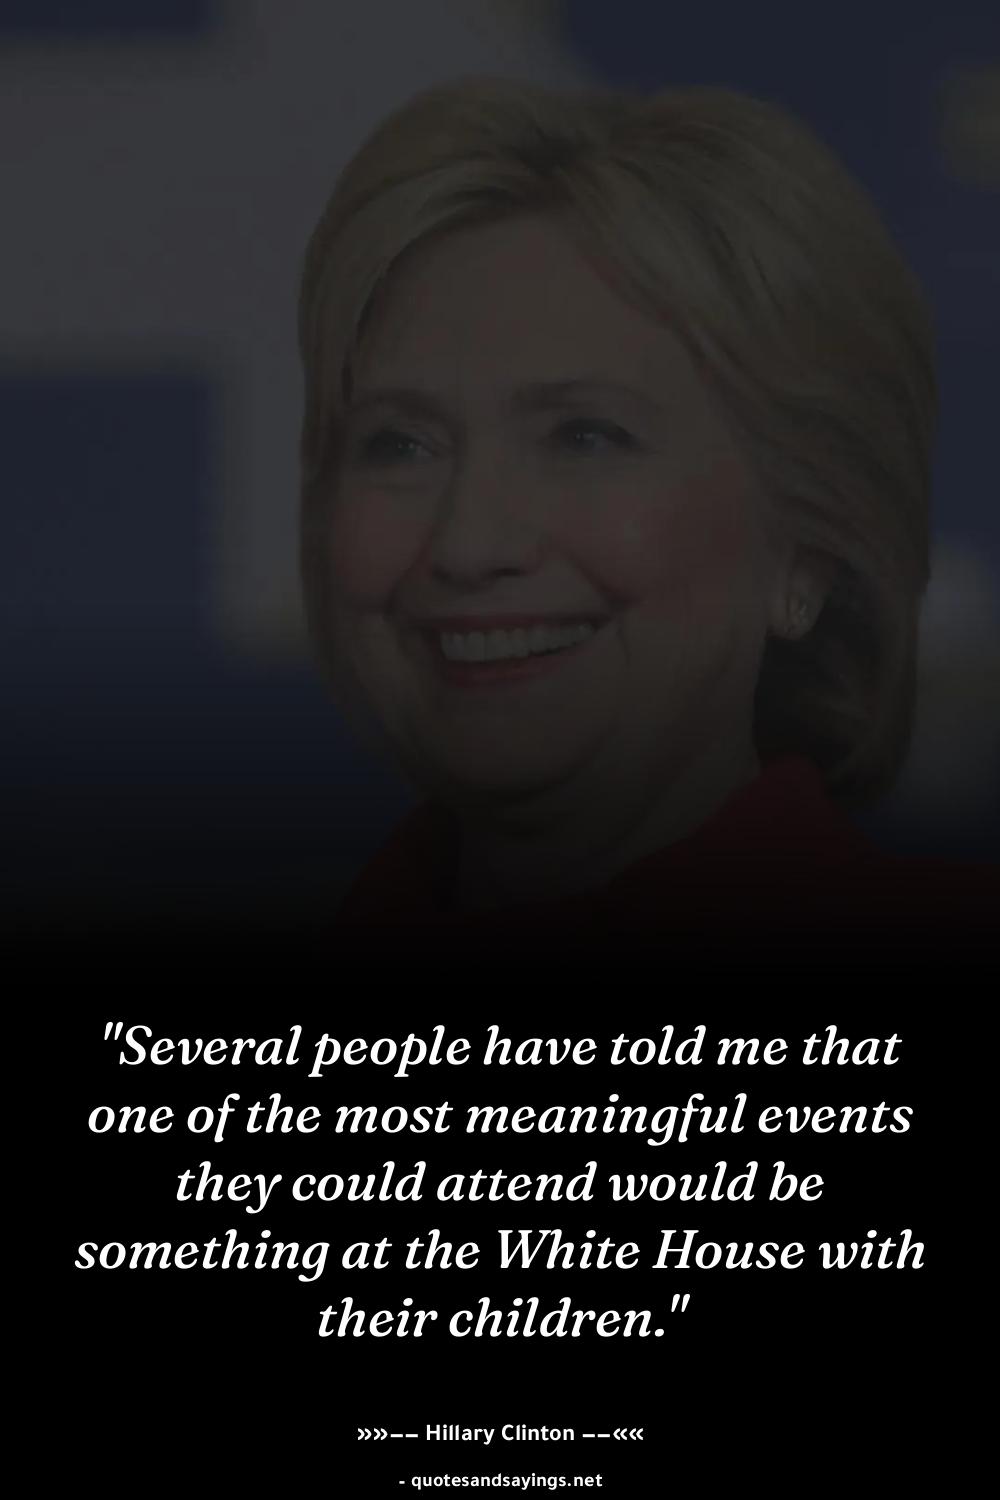 "Several people have told me that
one of the most meaningful events
they could attend would be
something at the White House with
their children."
»»−− Hillary Clinton −−««
- quotesandsayings.net